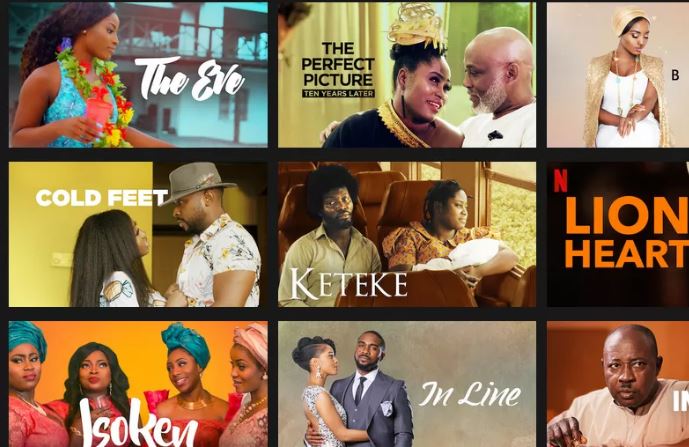 The Eve
THE
PERFECT
PICTURE
TEN YEARS LATER
B
COLD FEET
KETEKE
N
LION
HEART
Isoken
In Line
IN